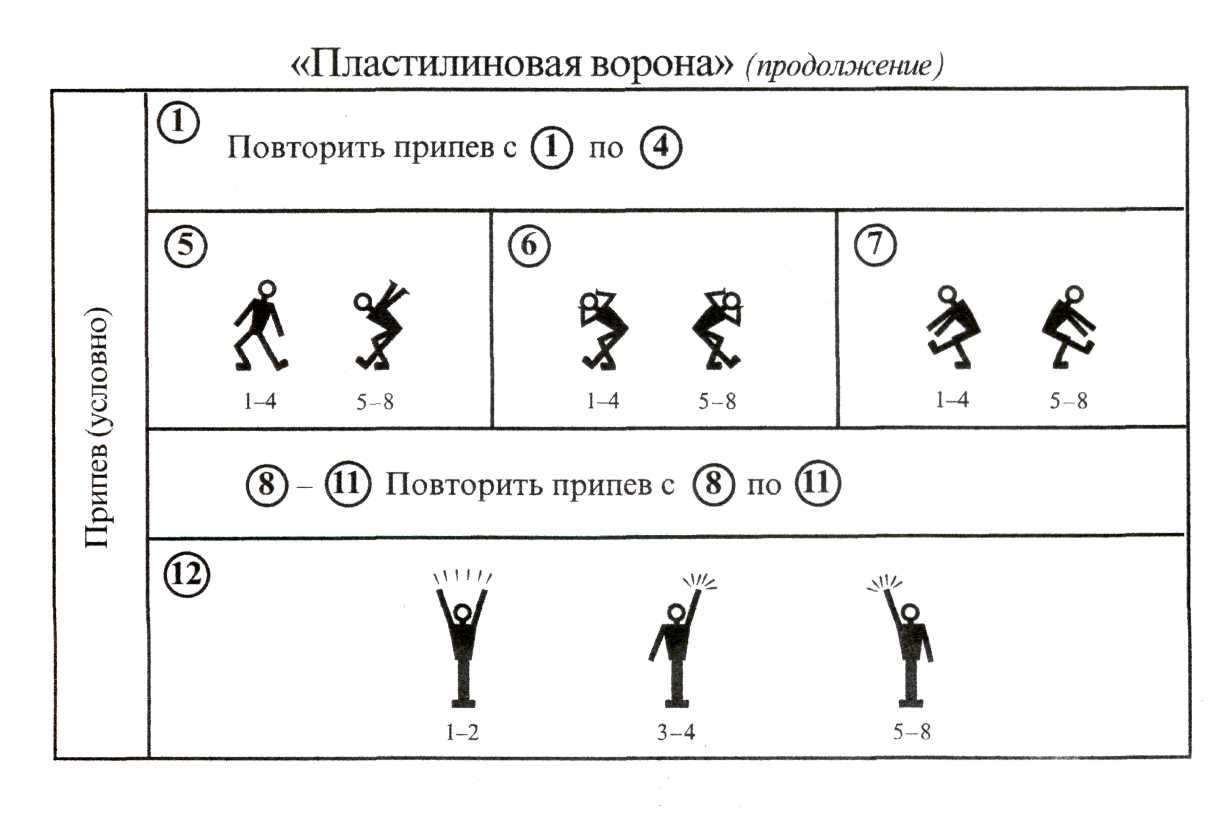 «Пластилиновая ворона» (продолжение)
Припев (условно)
1
Повторить припев с 1 по 4
5
1–4 5–8
6
1–4 5–8
7
1–4 5–8
8 – 11 Повторить припев с 8 по 11
12
1–2 3–4 5–8